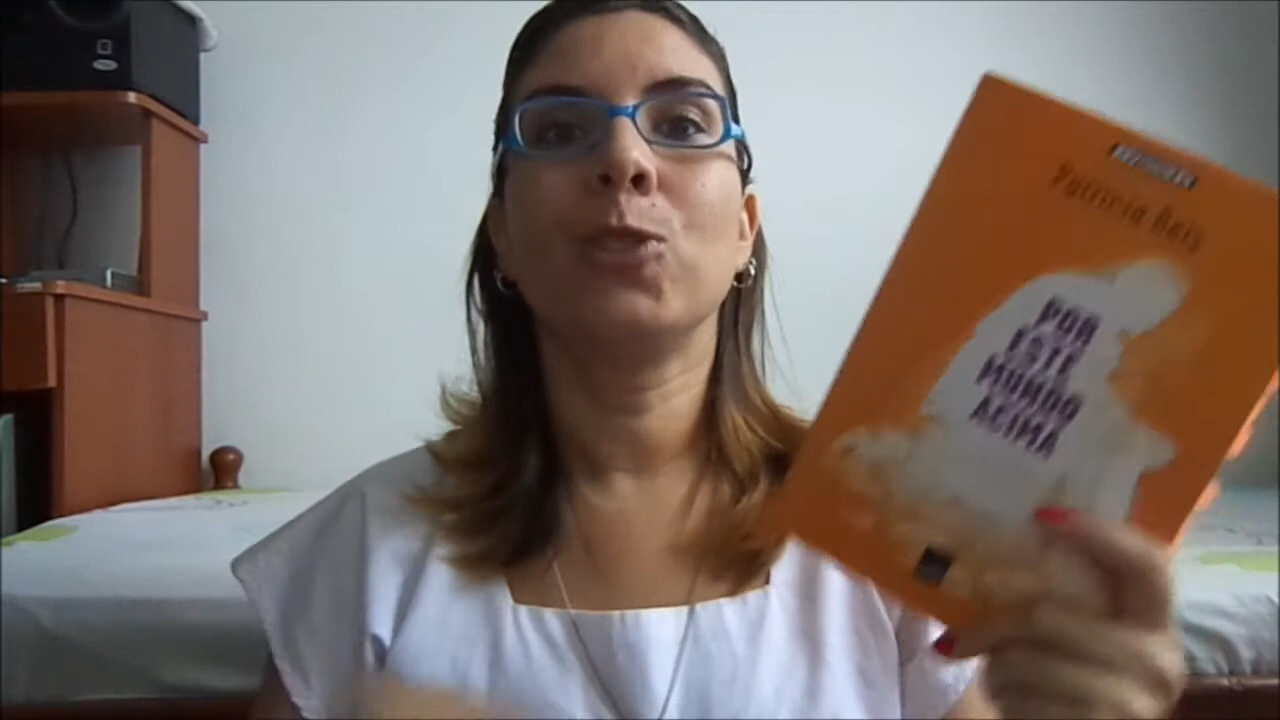 Patrícia Reis
POR
ESTE
MUNDO
ACIMA